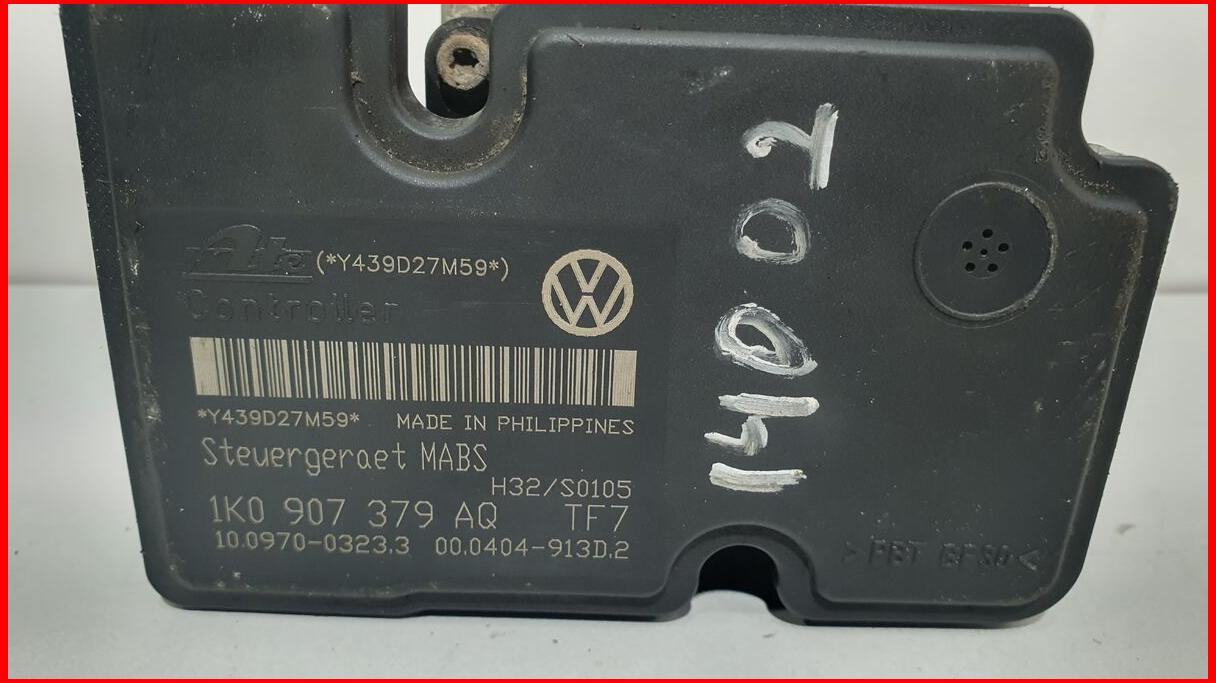 Ate (*Y439D27M59*)
Controller
*Y439D27M59* MADE IN PHILIPPINES
Steuergeraet MABS
H32/S0105
1K0 907 379 AQ TF7
10.0970-0323.3 00.0404-913D.2
14002
>PBT GF30<